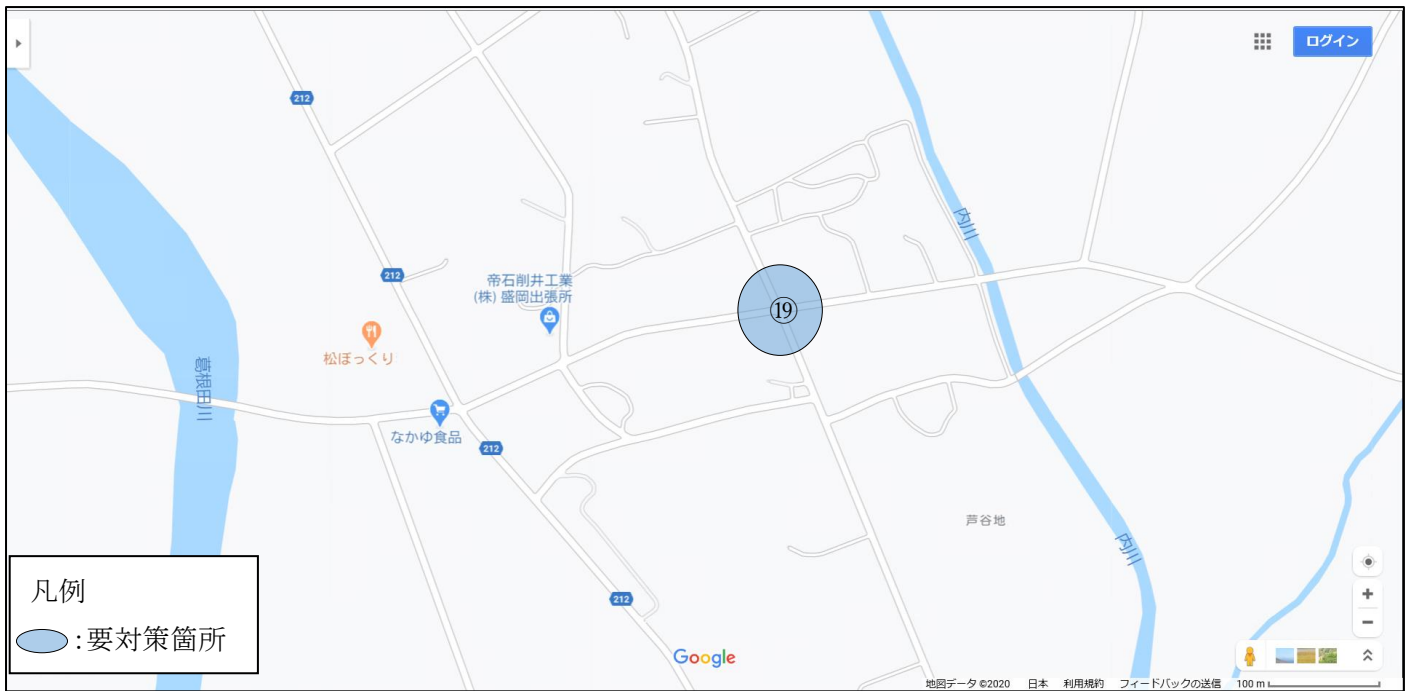 ログイン
212
内川
212
帝石削井工業
(株) 盛岡出張所
⑲
松ぼっくり
葛根田川
なかゆ食品
212
芦谷地
内川
凡例
:要対策箇所
212
Google
地図データ ©2020 日本 利用規約 フィードバックの送信 100 m